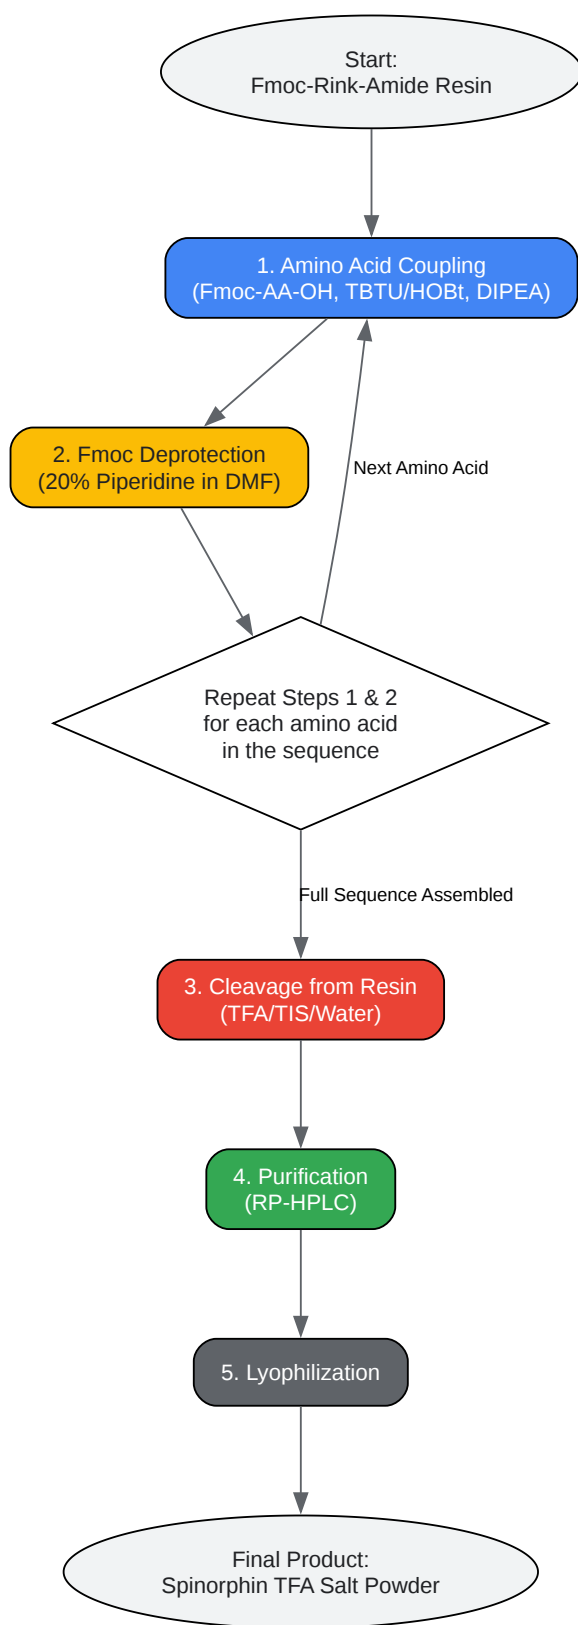 Start:
Fmoc-Rink-Amide Resin
1. Amino Acid Coupling
(Fmoc-AA-OH, TBTU/HOBt, DIPEA)
2. Fmoc Deprotection
(20% Piperidine in DMF)
Next Amino Acid
Repeat Steps 1 & 2
for each amino acid
in the sequence
Full Sequence Assembled
3. Cleavage from Resin
(TFA/TIS/Water)
4. Purification
(RP-HPLC)
5. Lyophilization
Final Product:
Spinorphin TFA Salt Powder